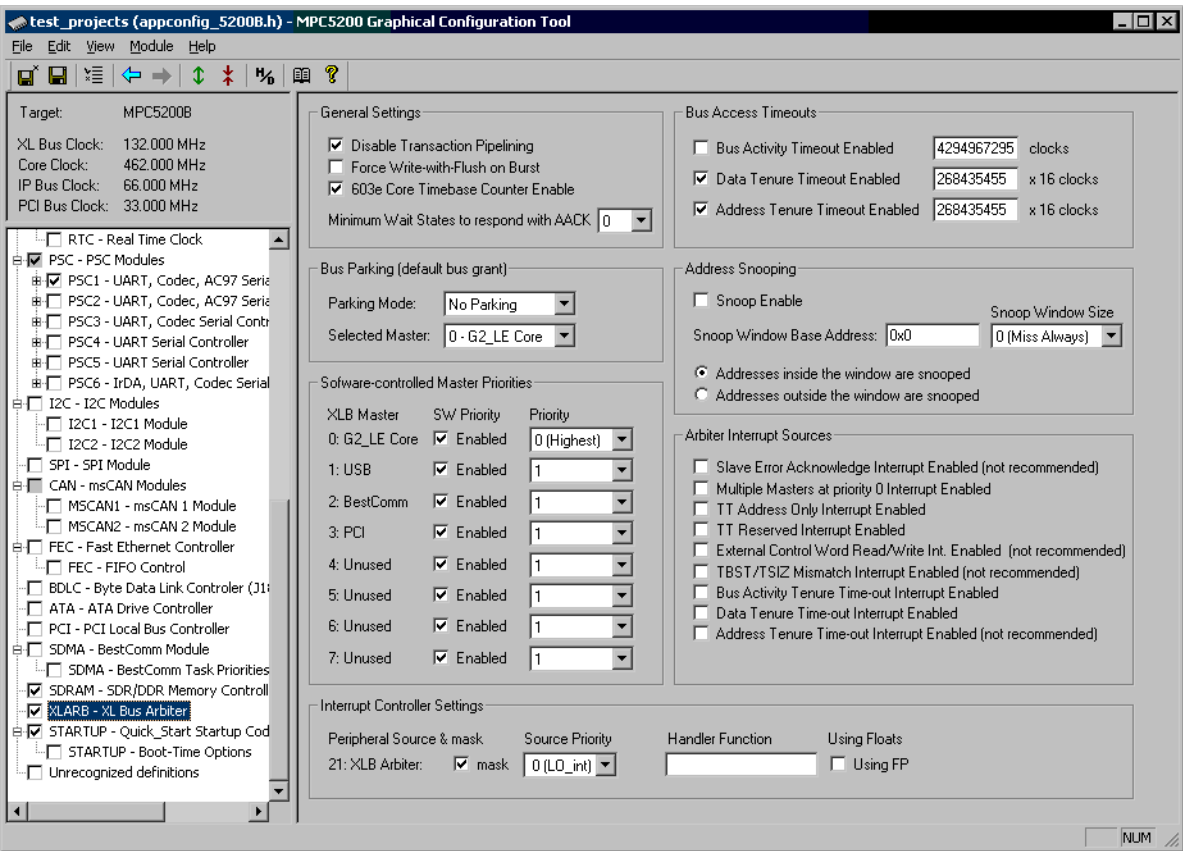 test_projects (appconfig_5200B.h) - MPC5200 Graphical Configuration Tool
File Edit View Module Help
H/D
Target: MPC5200B
XL Bus Clock: 132.000 MHz
Core Clock: 462.000 MHz
IP Bus Clock: 66.000 MHz
PCI Bus Clock: 33.000 MHz
RTC - Real Time Clock
PSC - PSC Modules
PSC1 - UART, Codec, AC97 Seria
PSC2 - UART, Codec, AC97 Seria
PSC3 - UART, Codec Serial Contr
PSC4 - UART Serial Controller
PSC5 - UART Serial Controller
PSC6 - IrDA, UART, Codec Serial
I2C - I2C Modules
I2C1 - I2C1 Module
I2C2 - I2C2 Module
SPI - SPI Module
CAN - msCAN Modules
MSCAN1 - msCAN 1 Module
MSCAN2 - msCAN 2 Module
FEC - Fast Ethernet Controller
FEC - FIFO Control
BDLC - Byte Data Link Controler (J18
ATA - ATA Drive Controller
PCI - PCI Local Bus Controller
SDMA - BestComm Module
SDMA - BestComm Task Priorities
SDRAM - SDR/DDR Memory Controll
XLARB - XL Bus Arbiter
STARTUP - Quick_Start Startup Cod
STARTUP - Boot-Time Options
Unrecognized definitions
General Settings
Disable Transaction Pipelining
Force Write-with-Flush on Burst
603e Core Timebase Counter Enable
Minimum Wait States to respond with AACK 0
Bus Parking (default bus grant)
Parking Mode: No Parking
Selected Master: 0 - G2_LE Core
Sofware-controlled Master Priorities
XLB Master SW Priority Priority
0: G2_LE Core Enabled 0 (Highest)
1: USB Enabled 1
2: BestComm Enabled 1
3: PCI Enabled 1
4: Unused Enabled 1
5: Unused Enabled 1
6: Unused Enabled 1
7: Unused Enabled 1
Bus Access Timeouts
Bus Activity Timeout Enabled 4294967295 clocks
Data Tenure Timeout Enabled 268435455 x 16 clocks
Address Tenure Timeout Enabled 268435455 x 16 clocks
Address Snooping
Snoop Enable
Snoop Window Size
Snoop Window Base Address: 0x0 0 (Miss Always)
Addresses inside the window are snooped
Addresses outside the window are snooped
Arbiter Interrupt Sources
Slave Error Acknowledge Interrupt Enabled (not recommended)
Multiple Masters at priority 0 Interrupt Enabled
TT Address Only Interrupt Enabled
TT Reserved Interrupt Enabled
External Control Word Read/Write Int. Enabled (not recommended)
TBST/TSIZ Mismatch Interrupt Enabled (not recommended)
Bus Activity Tenure Time-out Interrupt Enabled
Data Tenure Time-out Interrupt Enabled
Address Tenure Time-out Interrupt Enabled (not recommended)
Interrupt Controller Settings
Peripheral Source & mask Source Priority Handler Function Using Floats
21: XLB Arbiter: mask 0 (LO_int) Using FP
NUM